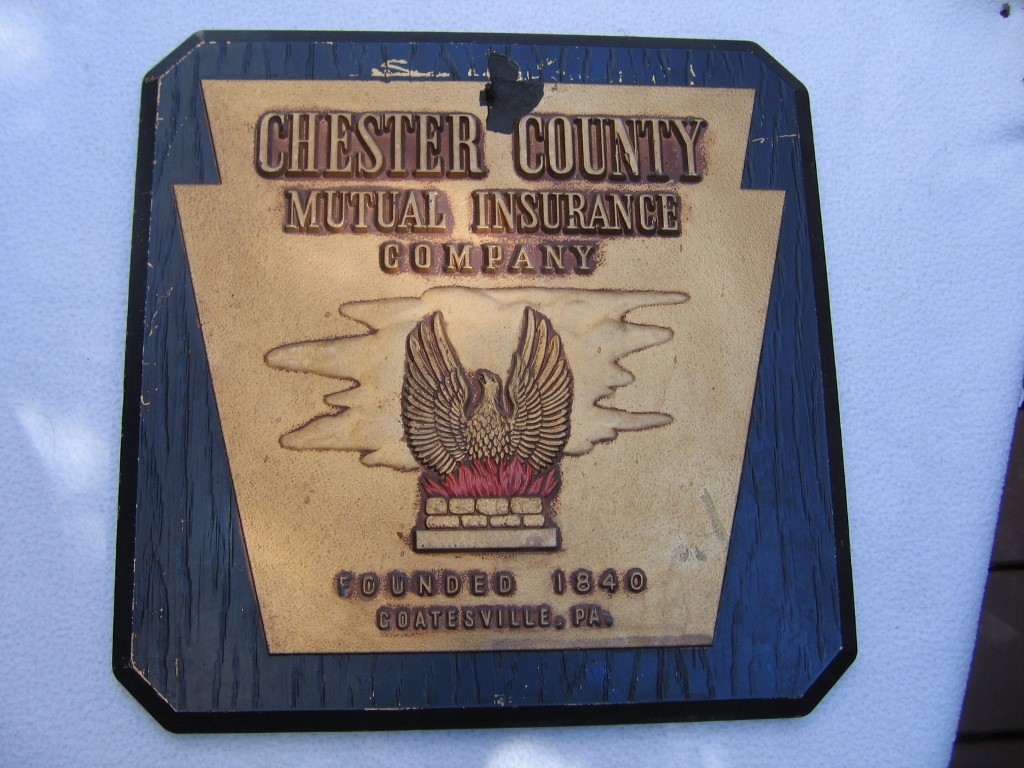 CHESTER COUNTY
MUTUAL INSURANCE
COMPANY
FOUNDED 1840
COATESVILLE, PA.